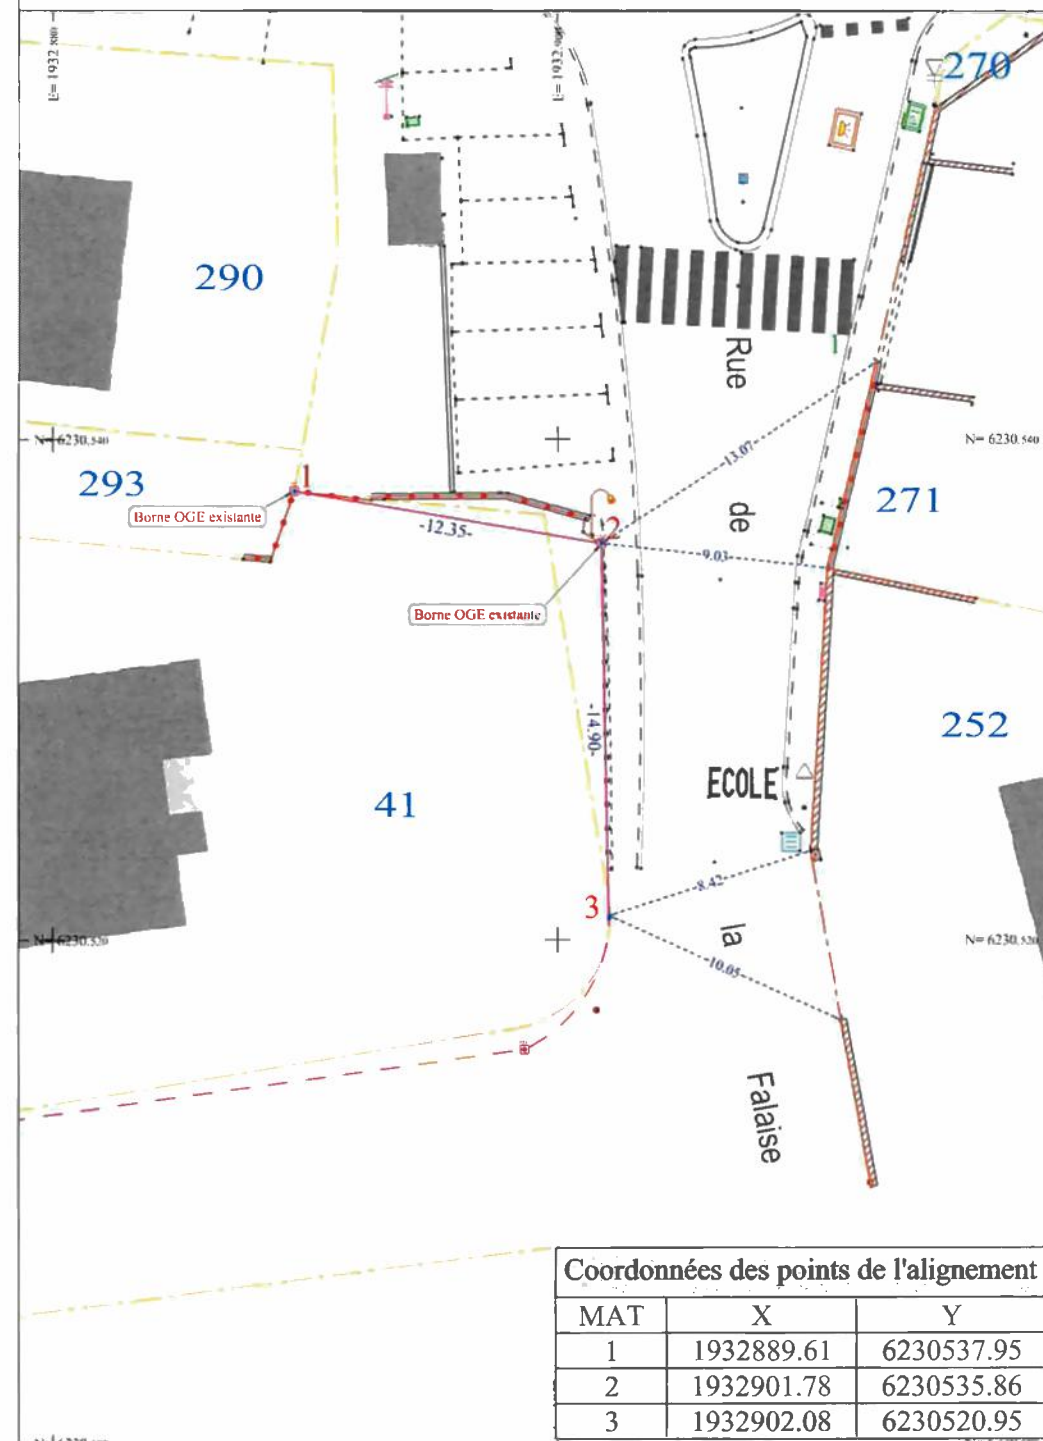 E= 1932.880
270
290
Rue
1
N= 6230.540
N= 6230.540
293
1
Borne OGE existante
-13.07-
271
de
2
-12.35-
-9.03-
Borne OGE existante
-14.90-
252
ECOLE
41
-8.42-
3
la
N= 6230.520
N= 6230.520
-10.05-
Falaise
Coordonnées des points de l'alignement
MAT X Y
1 1932889.61 6230537.95
2 1932901.78 6230535.86
3 1932902.08 6230520.95